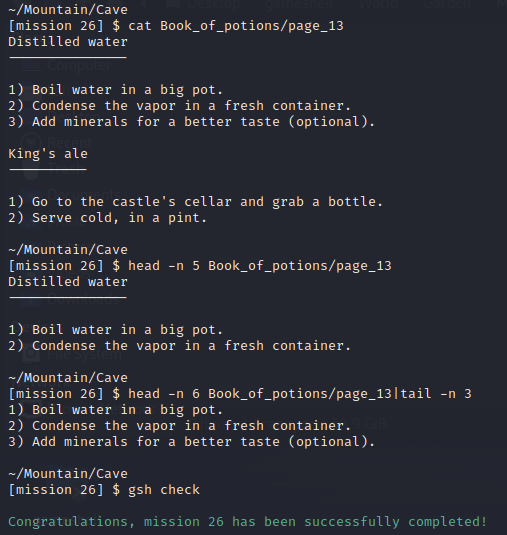 ~/Mountain/Cave
[mission 26] $ cat Book_of_potions/page_13
Distilled water
———————————————
1) Boil water in a big pot.
2) Condense the vapor in a fresh container.
3) Add minerals for a better taste (optional).
King's ale
——————————
1) Go to the castle's cellar and grab a bottle.
2) Serve cold, in a pint.
~/Mountain/Cave
[mission 26] $ head -n 5 Book_of_potions/page_13
Distilled water
———————————————
1) Boil water in a big pot.
2) Condense the vapor in a fresh container.
~/Mountain/Cave
[mission 26] $ head -n 6 Book_of_potions/page_13|tail -n 3
1) Boil water in a big pot.
2) Condense the vapor in a fresh container.
3) Add minerals for a better taste (optional).
~/Mountain/Cave
[mission 26] $ gsh check
Congratulations, mission 26 has been successfully completed!